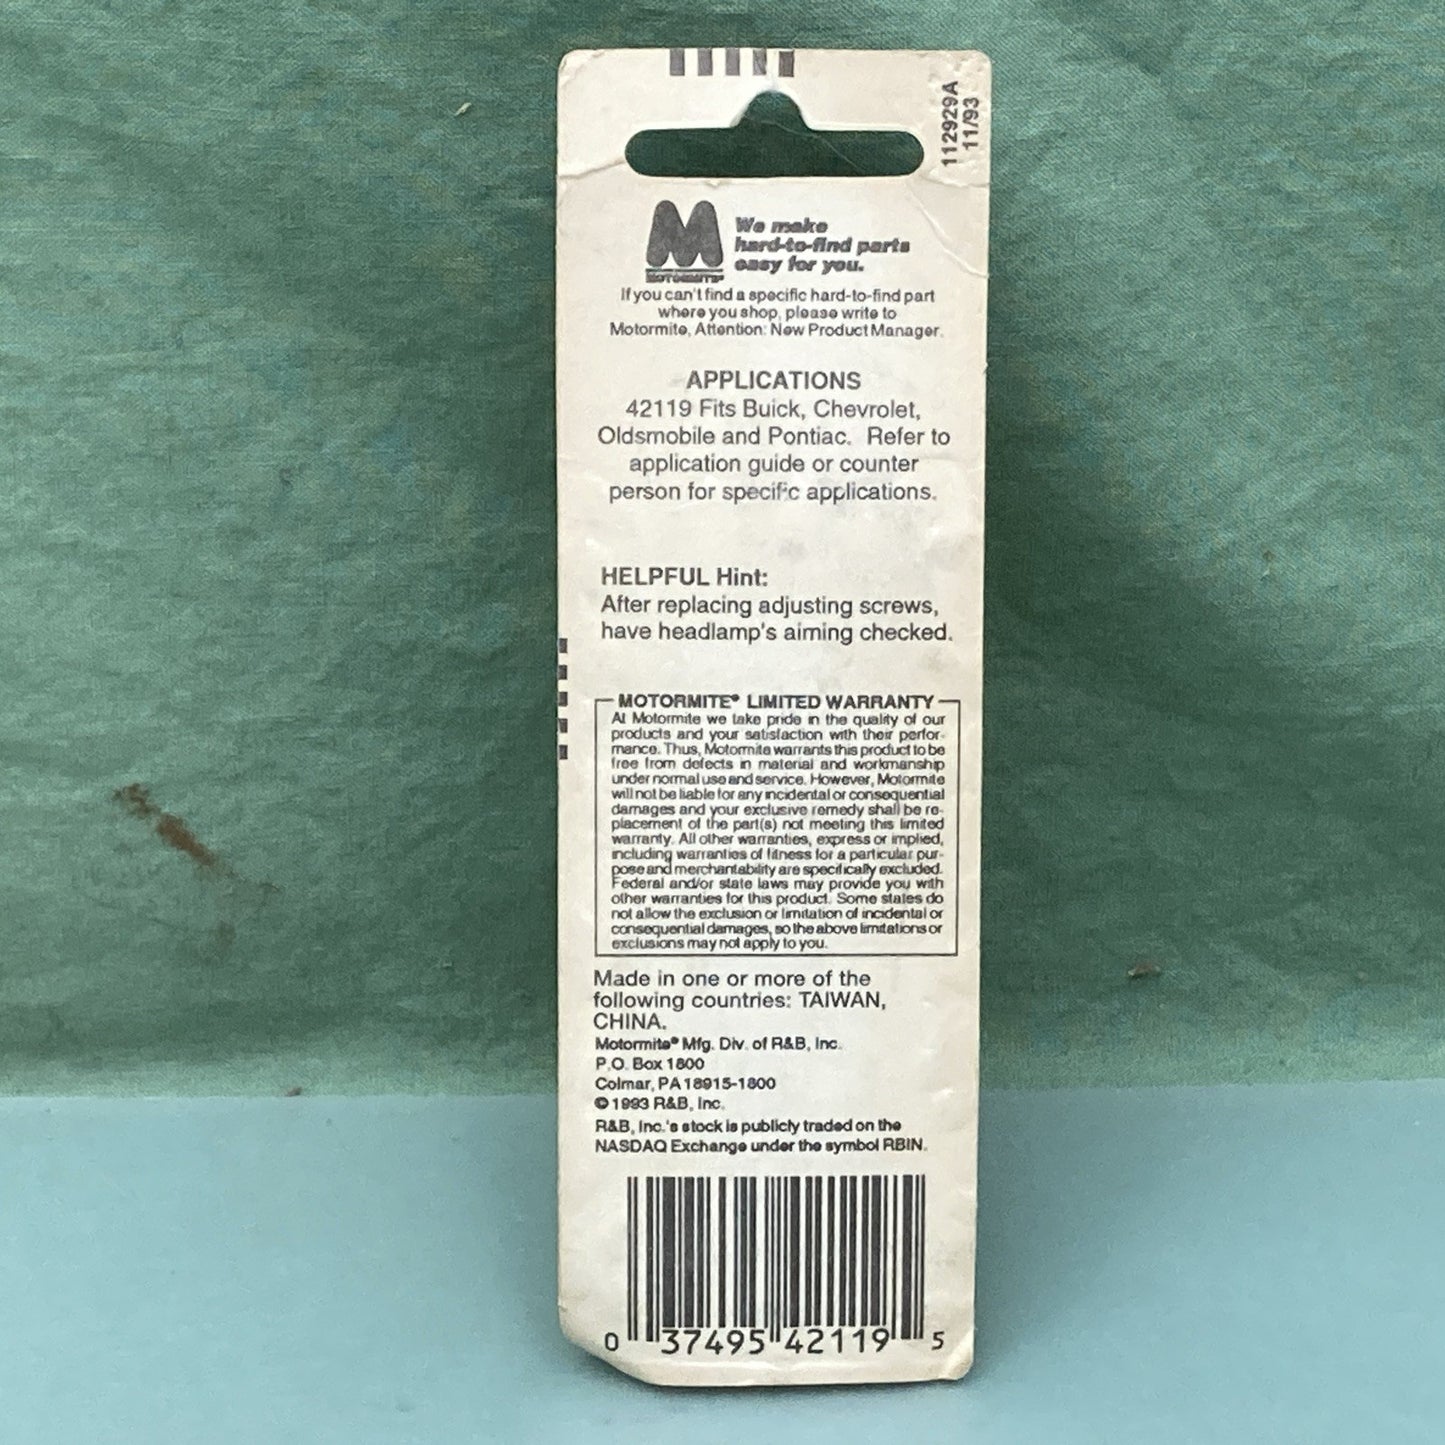 112929A
11/93
We make
hard-to-find parts
easy for you.
MOTORMITE®
If you can't find a specific hard-to-find part
where you shop, please write to
Motormite, Attention: New Product Manager.
APPLICATIONS
42119 Fits Buick, Chevrolet,
Oldsmobile and Pontiac. Refer to
application guide or counter
person for specific applications.
HELPFUL Hint:
After replacing adjusting screws,
have headlamp's aiming checked.
MOTORMITE® LIMITED WARRANTY
At Motormite we take pride in the quality of our
products and your satisfaction with their perfor-
mance. Thus, Motormite warrants this product to be
free from defects in material and workmanship
under normal use and service. However, Motormite
will not be liable for any incidental or consequential
damages and your exclusive remedy shall be re-
placement of the part(s) not meeting this limited
warranty. All other warranties, express or implied,
including warranties of fitness for a particular pur-
pose and merchantability are specifically excluded.
Federal and/or state laws may provide you with
other warranties for this product. Some states do
not allow the exclusion or limitation of incidental or
consequential damages, so the above limitations or
exclusions may not apply to you.
Made in one or more of the
following countries: TAIWAN,
CHINA.
Motormite® Mfg. Div. of R&B, Inc.
P.O. Box 1800
Colmar, PA 18915-1800
© 1993 R&B, Inc.
R&B, Inc.'s stock is publicly traded on the
NASDAQ Exchange under the symbol RBIN.
0 37495 42119 5